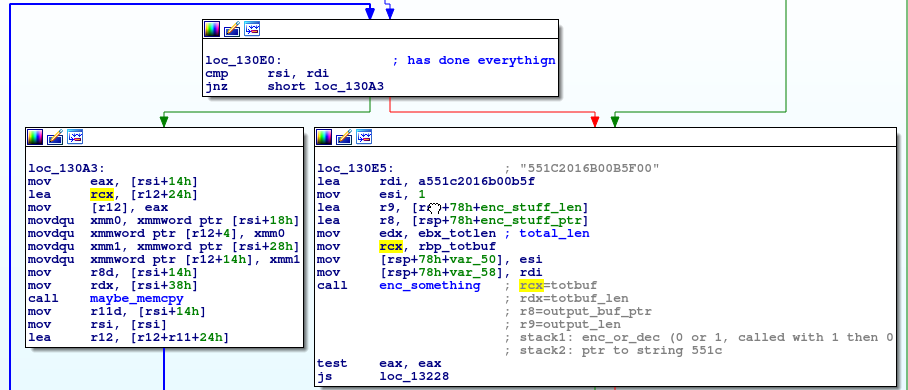 loc_130E0: ; has done everythign
cmp rsi, rdi
jnz short loc_130A3
loc_130A3:
mov eax, [rsi+14h]
lea rcx, [r12+24h]
mov [r12], eax
movdqu xmm0, xmmword ptr [rsi+18h]
movdqu xmmword ptr [r12+4], xmm0
movdqu xmm1, xmmword ptr [rsi+28h]
movdqu xmmword ptr [r12+14h], xmm1
mov r8d, [rsi+14h]
mov rdx, [rsi+38h]
call maybe_memcpy
mov r11d, [rsi+14h]
mov rsi, [rsi]
lea r12, [r12+r11+24h]
loc_130E5: ; "551C2016B00B5F00"
lea rdi, a551c2016b00b5f
mov esi, 1
lea r9, [rsp+78h+enc_stuff_len]
lea r8, [rsp+78h+enc_stuff_ptr]
mov edx, ebx_totlen ; total_len
mov rcx, rbp_totbuf
mov [rsp+78h+var_50], esi
mov [rsp+78h+var_58], rdi
call enc_something ; rcx=totbuf
; rdx=totbuf_len
; r8=output_buf_ptr
; r9=output_len
; stack1: enc_or_dec (0 or 1, called with 1 then 0
; stack2: ptr to string 551c
test eax, eax
js loc_13228